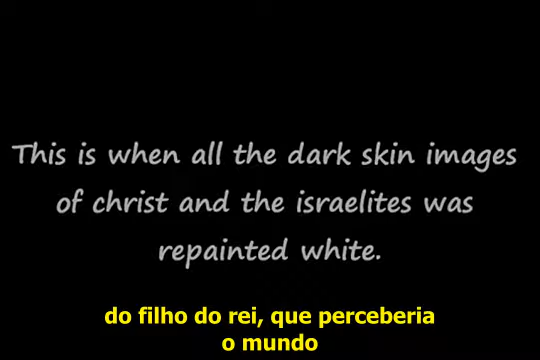 This is when all the dark skin images
of christ and the israelites was
repainted white.
do filho do rei, que perceberia
o mundo